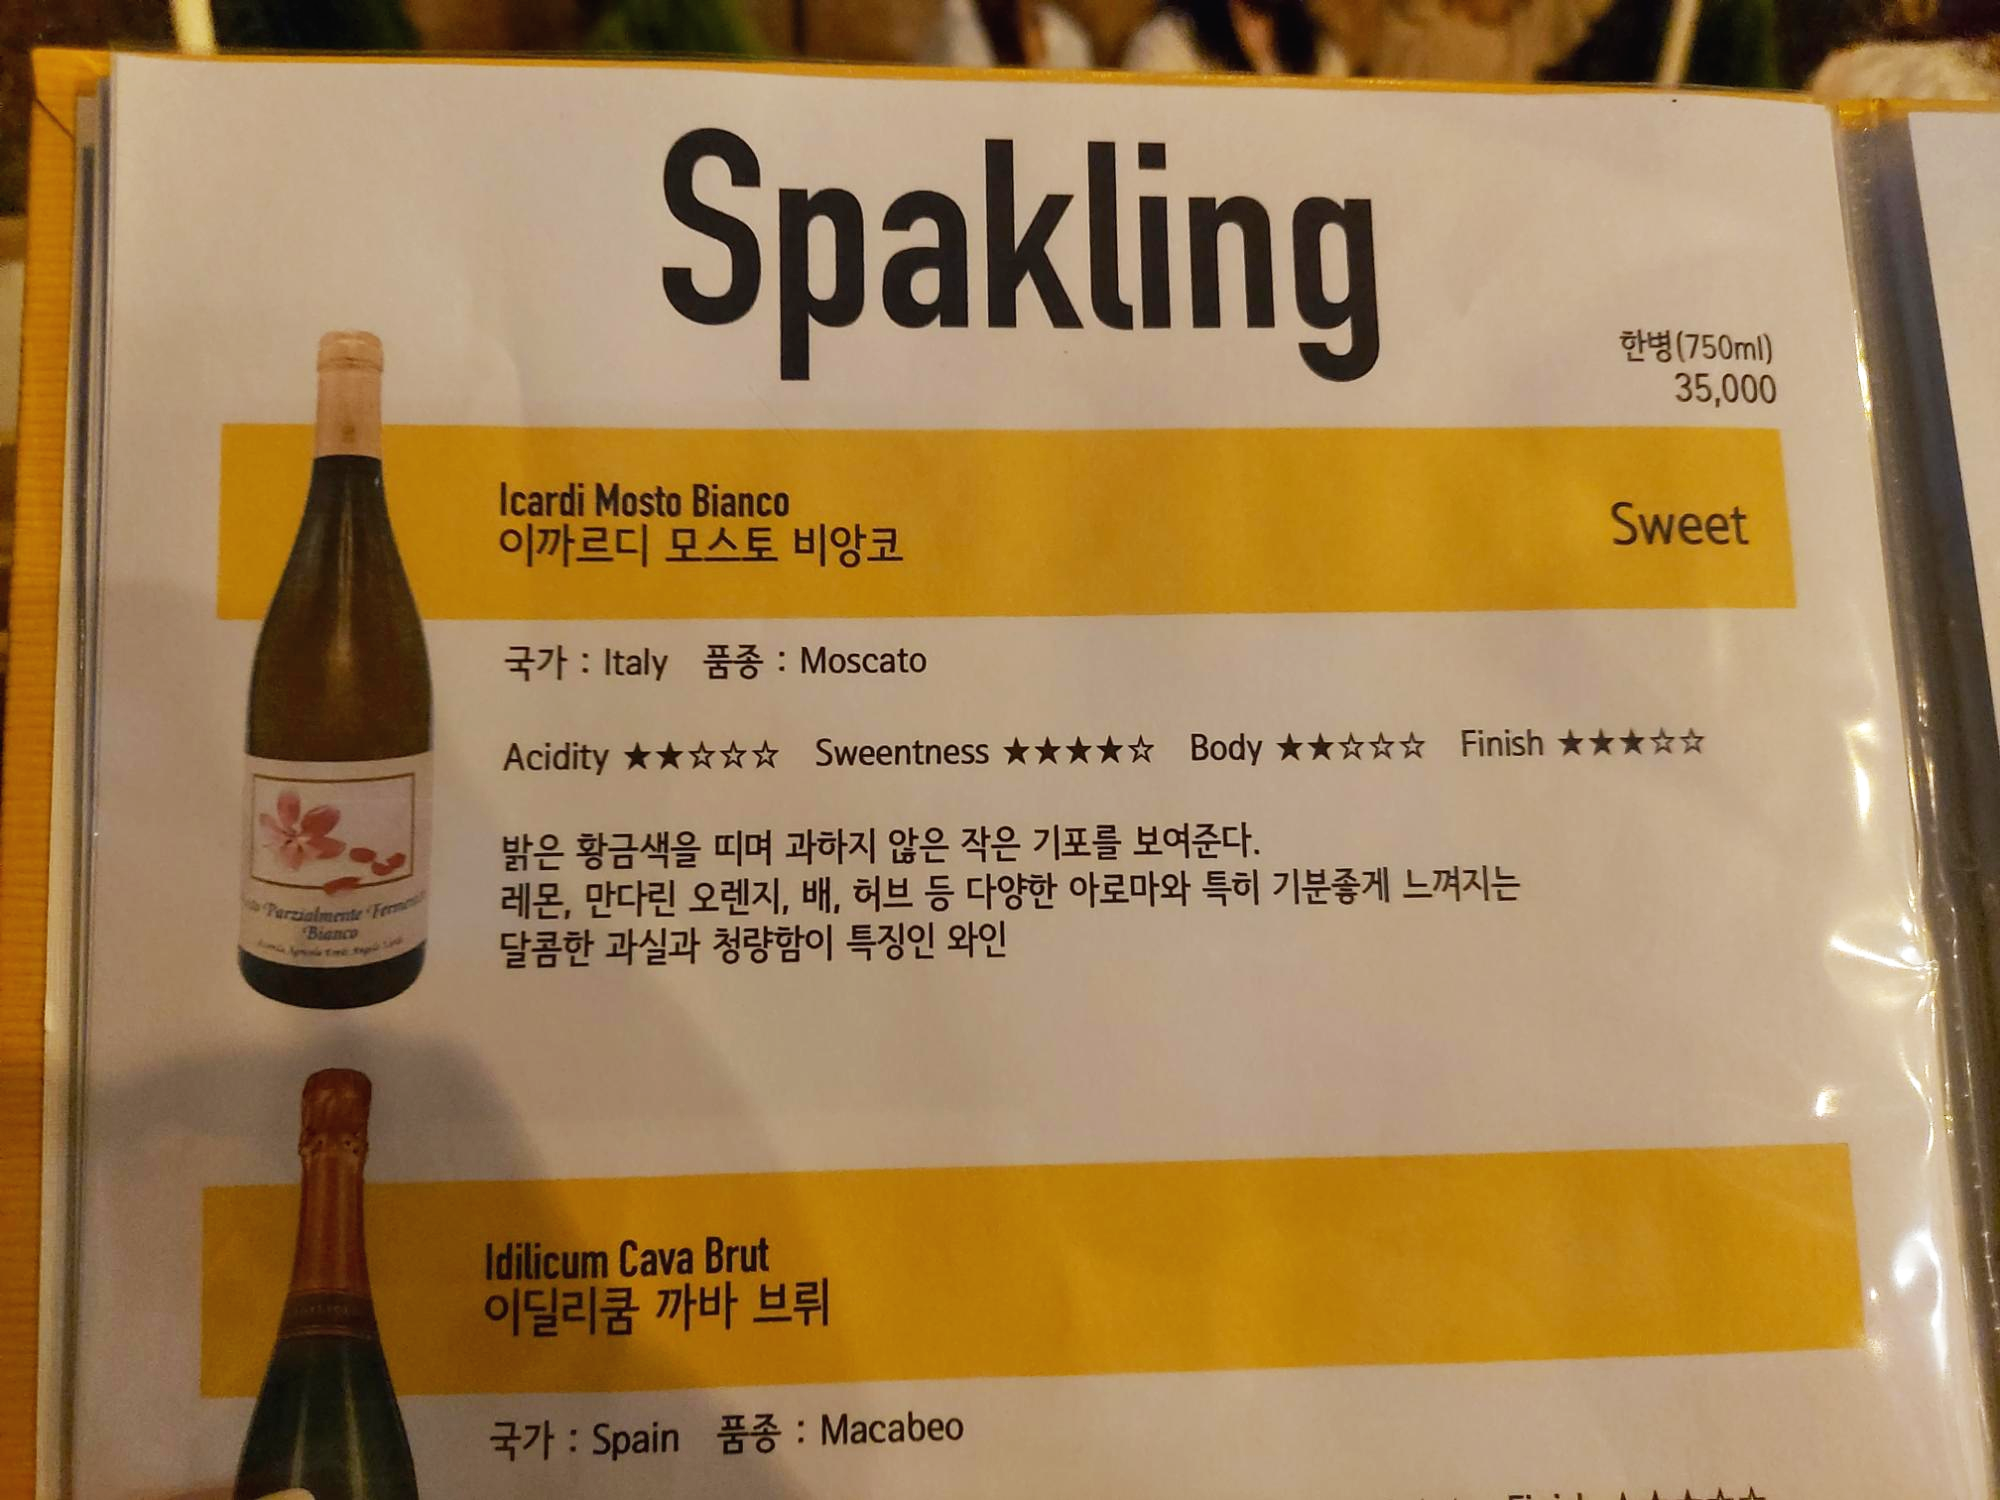 Spakling
한병(750ml)
35,000
Icardi Mosto Bianco
이까르디 모스토 비앙코
Sweet
국가 : Italy 품종 : Moscato
Acidity ★★☆☆☆ Sweentness ★★★★☆ Body ★★☆☆☆ Finish ★★★☆☆
밝은 황금색을 띠며 과하지 않은 작은 기포를 보여준다.
레몬, 만다린 오렌지, 배, 허브 등 다양한 아로마와 특히 기분좋게 느껴지는
달콤한 과실과 청량함이 특징인 와인
Parzialmente
Bianco
Idilicum Cava Brut
이딜리쿰 까바 브뤼
국가 : Spain 품종 : Macabeo